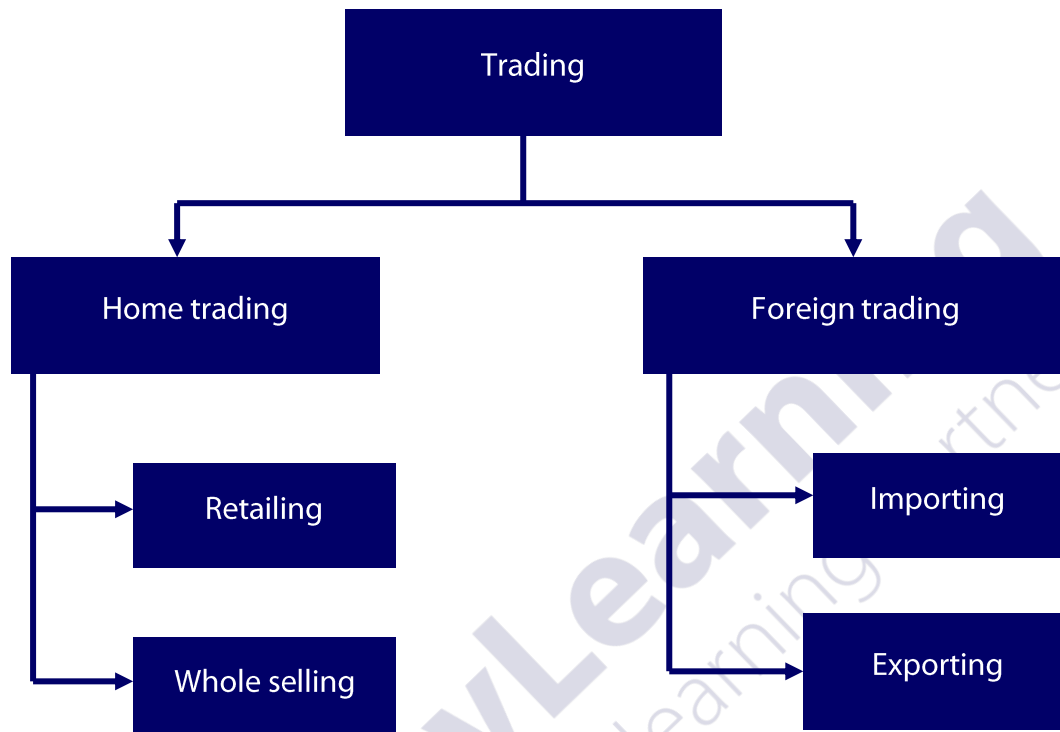 Trading
Home trading
Foreign trading
Retailing
Importing
Whole selling
Exporting